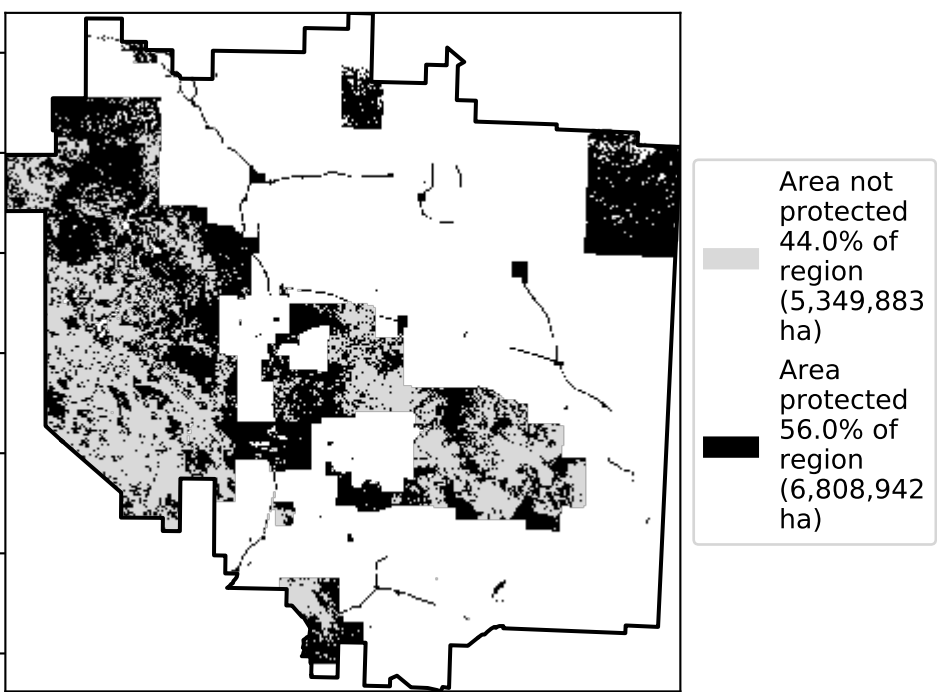 Area not
protected
44.0% of
region
(5,349,883
ha)
Area
protected
56.0% of
region
(6,808,942
ha)